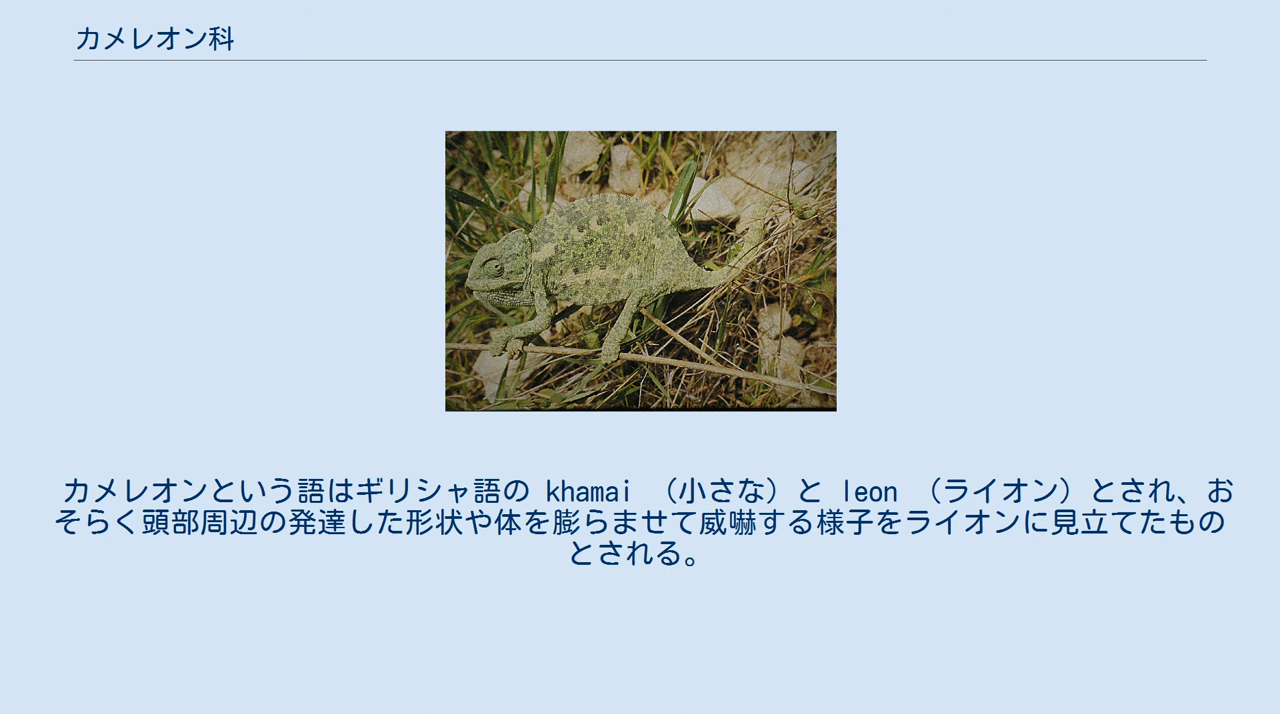 カメレオン科
カメレオンという語はギリシャ語の khamai （小さな）と leon （ライオン）とされ、お
そらく頭部周辺の発達した形状や体を膨らませて威嚇する様子をライオンに見立てたもの
とされる。